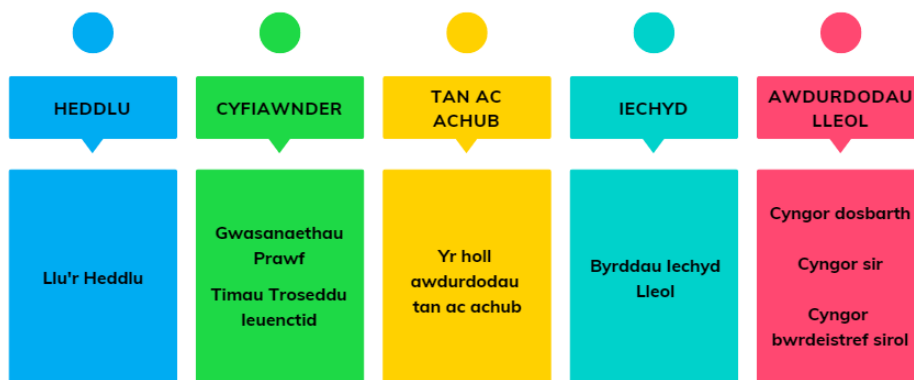 HEDDLU
Llu'r Heddlu
CYFIAWNDER
Gwasanaethau
Prawf
Timau Troseddu
Ieuenctid
TAN AC
ACHUB
Yr holl
awdurdodau
tan ac achub
IECHYD
Byrddau Iechyd
Lleol
AWDURDODAU
LLEOL
Cyngor dosbarth
Cyngor sir
Cyngor
bwrdeistref sirol